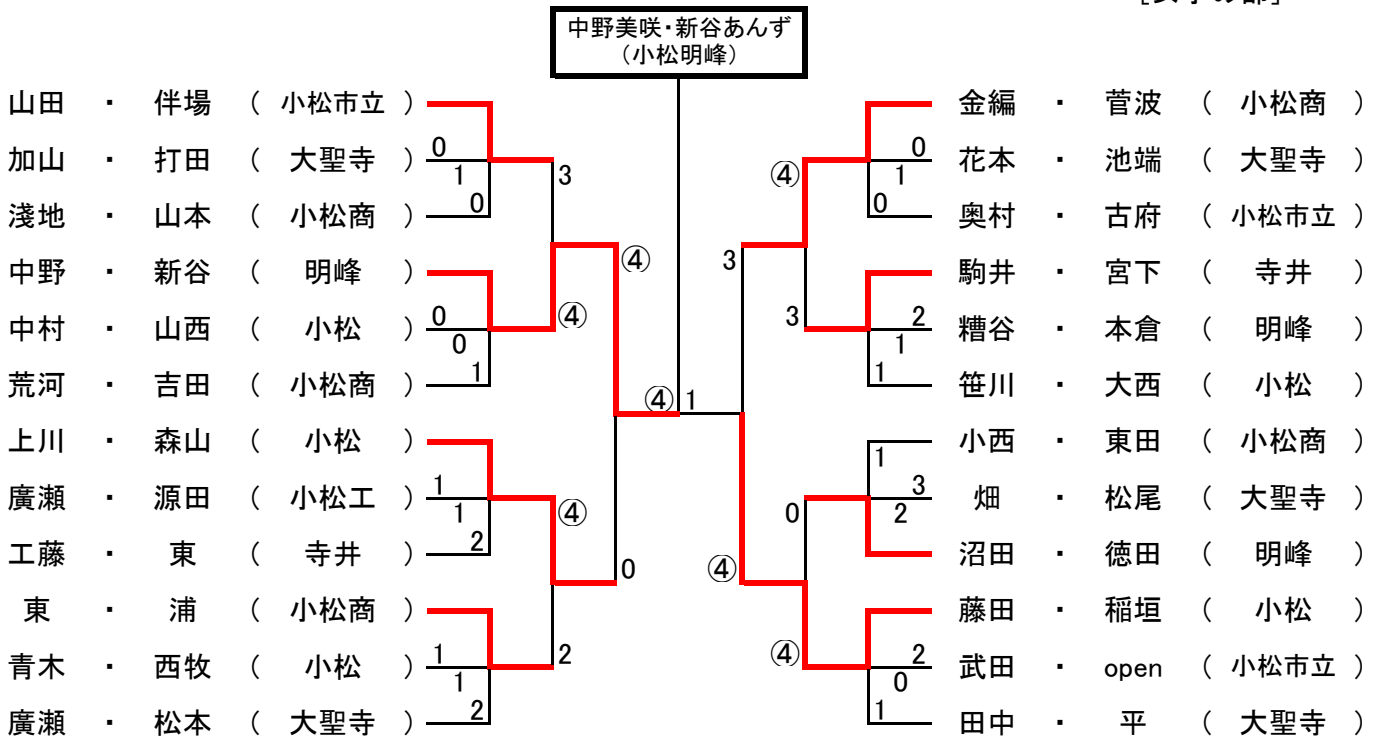 中野美咲・新谷あんず
（小松明峰）
山田 ・ 伴場 （ 小松市立 ）
加山 ・ 打田 （ 大聖寺 ） 0
1
淺地 ・ 山本 （ 小松商 ） 0
3
中野 ・ 新谷 （ 明峰 ）
④
中村 ・ 山西 （ 小松 ） 0
0
④
荒河 ・ 吉田 （ 小松商 ） 1
④
上川 ・ 森山 （ 小松 ）
廣瀬 ・ 源田 （ 小松工 ） 1
1
④
工藤 ・ 東 （ 寺井 ） 2
0
東 ・ 浦 （ 小松商 ）
青木 ・ 西牧 （ 小松 ） 1
1
2
廣瀬 ・ 松本 （ 大聖寺 ） 2
金編 ・ 菅波 （ 小松商 ）
0 花本 ・ 池端 （ 大聖寺 ）
④
1
0 奥村 ・ 古府 （ 小松市立 ）
3
駒井 ・ 宮下 （ 寺井 ）
3
2 糟谷 ・ 本倉 （ 明峰 ）
1
1 笹川 ・ 大西 （ 小松 ）
1
小西 ・ 東田 （ 小松商 ）
1
3 畑 ・ 松尾 （ 大聖寺 ）
0
2
沼田 ・ 徳田 （ 明峰 ）
④
藤田 ・ 稲垣 （ 小松 ）
④
2 武田 ・ open （ 小松市立 ）
0
1 田中 ・ 平 （ 大聖寺 ）